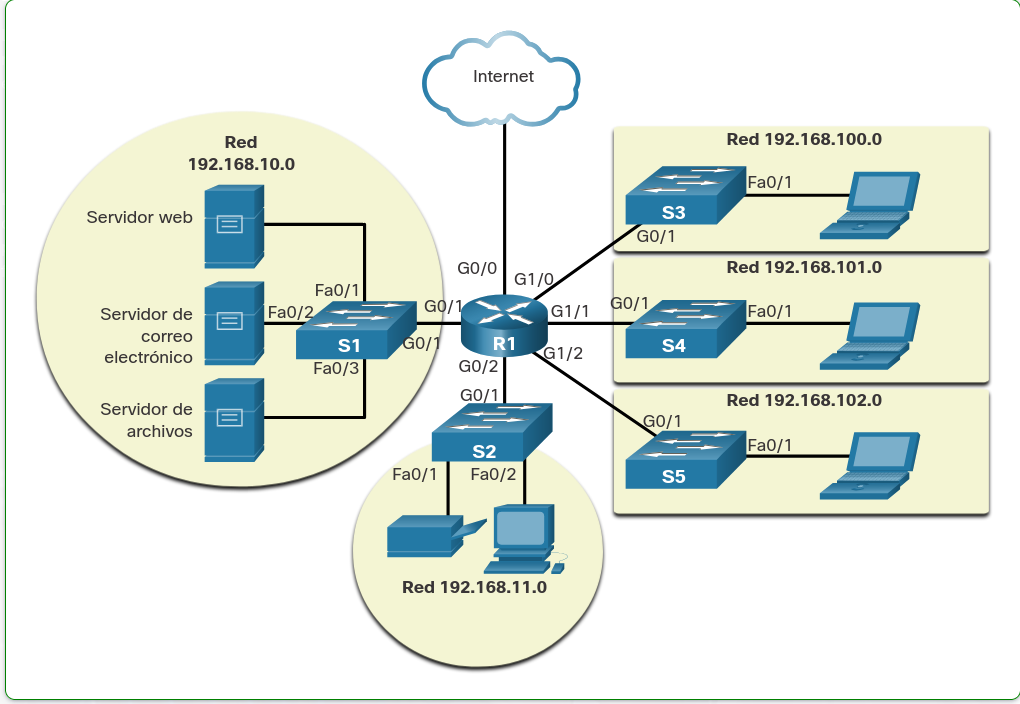 Internet
Red
192.168.10.0
Servidor web
Fa0/1
Servidor de
correo
electrónico
Fa0/2
S1
G0/1
Fa0/3
Servidor de
archivos
G0/0
G1/0
G0/1
G1/1
R1
G1/2
G0/2
Red 192.168.100.0
S3
Fa0/1
G0/1
Red 192.168.101.0
G0/1
S4
Fa0/1
Red 192.168.102.0
G0/1
S5
Fa0/1
G0/1
S2
Fa0/1
Fa0/2
Red 192.168.11.0